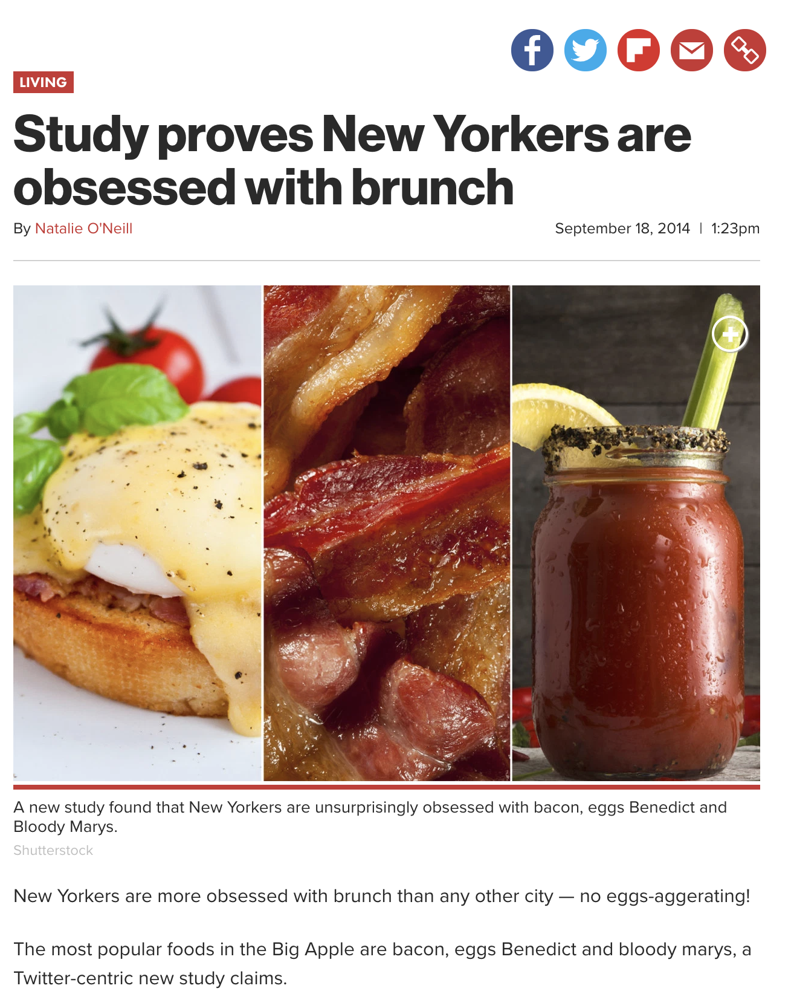 LIVING
Study proves New Yorkers are
obsessed with brunch
By Natalie O'Neill
September 18, 2014 | 1:23pm
A new study found that New Yorkers are unsurprisingly obsessed with bacon, eggs Benedict and
Bloody Marys.
Shutterstock
New Yorkers are more obsessed with brunch than any other city — no eggs-aggerating!
The most popular foods in the Big Apple are bacon, eggs Benedict and bloody marys, a
Twitter-centric new study claims.